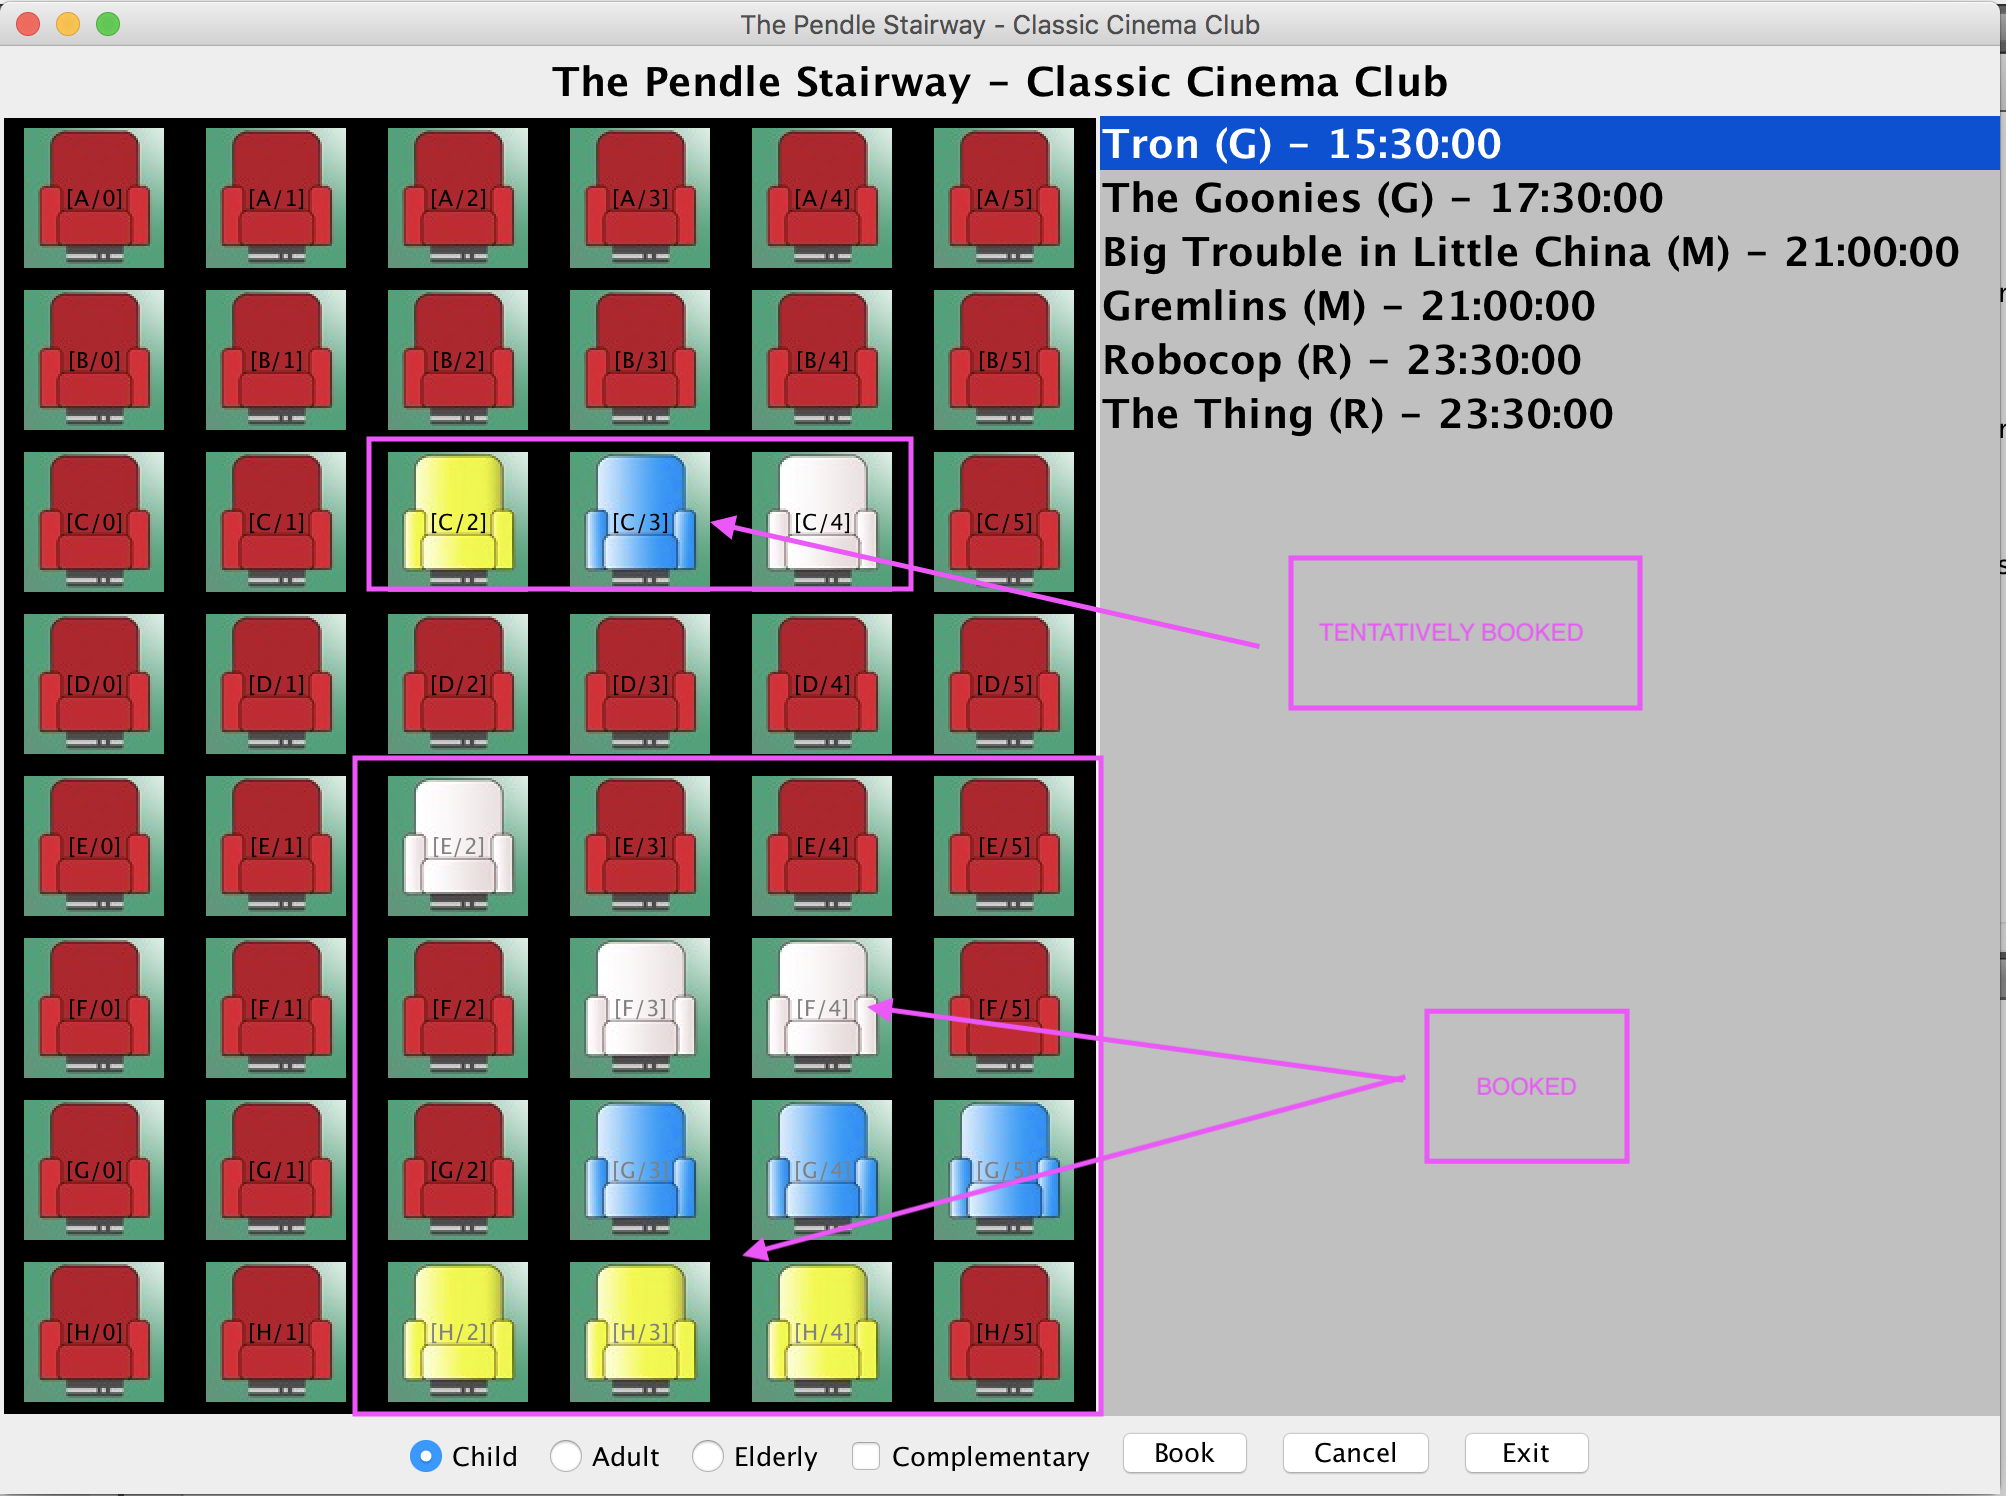 The Pendle Stairway - Classic Cinema Club
The Pendle Stairway – Classic Cinema Club
[A/0] [A/1] [A/2] [A/3] [A/4] [A/5]
[B/0] [B/1] [B/2] [B/3] [B/4] [B/5]
[C/0] [C/1] [C/2] [C/3] [C/4] [C/5]
[D/0] [D/1] [D/2] [D/3] [D/4] [D/5]
[E/0] [E/1] [E/2] [E/3] [E/4] [E/5]
[F/0] [F/1] [F/2] [F/3] [F/4] [F/5]
[G/0] [G/1] [G/2] [G/3] [G/4] [G/5]
[H/0] [H/1] [H/2] [H/3] [H/4] [H/5]
Tron (G) – 15:30:00
The Goonies (G) – 17:30:00
Big Trouble in Little China (M) – 21:00:00
Gremlins (M) – 21:00:00
Robocop (R) – 23:30:00
The Thing (R) – 23:30:00
TENTATIVELY BOOKED
BOOKED
Child Adult Elderly Complementary Book Cancel Exit